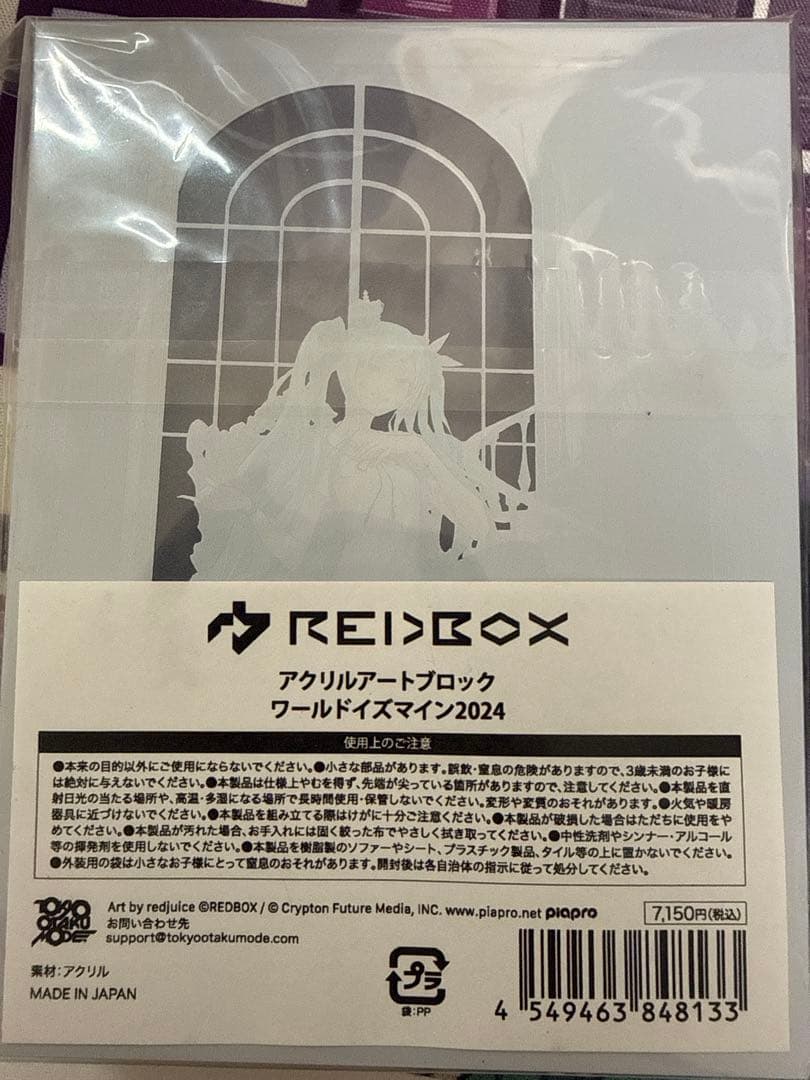 REDBOX
アクリルアートブロック
ワールドイズマイン2024
使用上のご注意
●本来の目的以外にご使用にならないでください。●小さな部品があります。誤飲・窒息の危険がありますので、3歳未満のお子様に
は絶対に与えないでください。●本製品は仕様上やむを得ず、先端が尖っている箇所がありますので、注意してください。●本製品を直
射日光の当たる場所や、高温・多湿になる場所で長時間使用・保管しないでください。変形や変質のおそれがあります。●火気や暖房
器具に近づけないでください。●本製品を組み立てる際はけがに十分ご注意ください。●本製品が破損した場合はただちに使用をや
めてください。●本製品が汚れた場合、お手入れには固く絞った布でやさしく拭き取ってください。●中性洗剤やシンナー・アルコール
等の揮発剤を使用しないでください。●本製品を樹脂製のソファーやシート、プラスチック製品、タイル等の上に置かないでください。
●外装用の袋は小さなお子様にとって窒息のおそれがあります。開封後は各自治体の指示に従って処分してください。
TOKYO
OTAKU
MODE
Art by redjuice ©REDBOX / © Crypton Future Media, INC. www.piapro.net piapro
お問い合わせ先
support@tokyootakumode.com
7,150円(税込)
素材:アクリル
MADE IN JAPAN
プラ
袋:PP
4 549463 848133